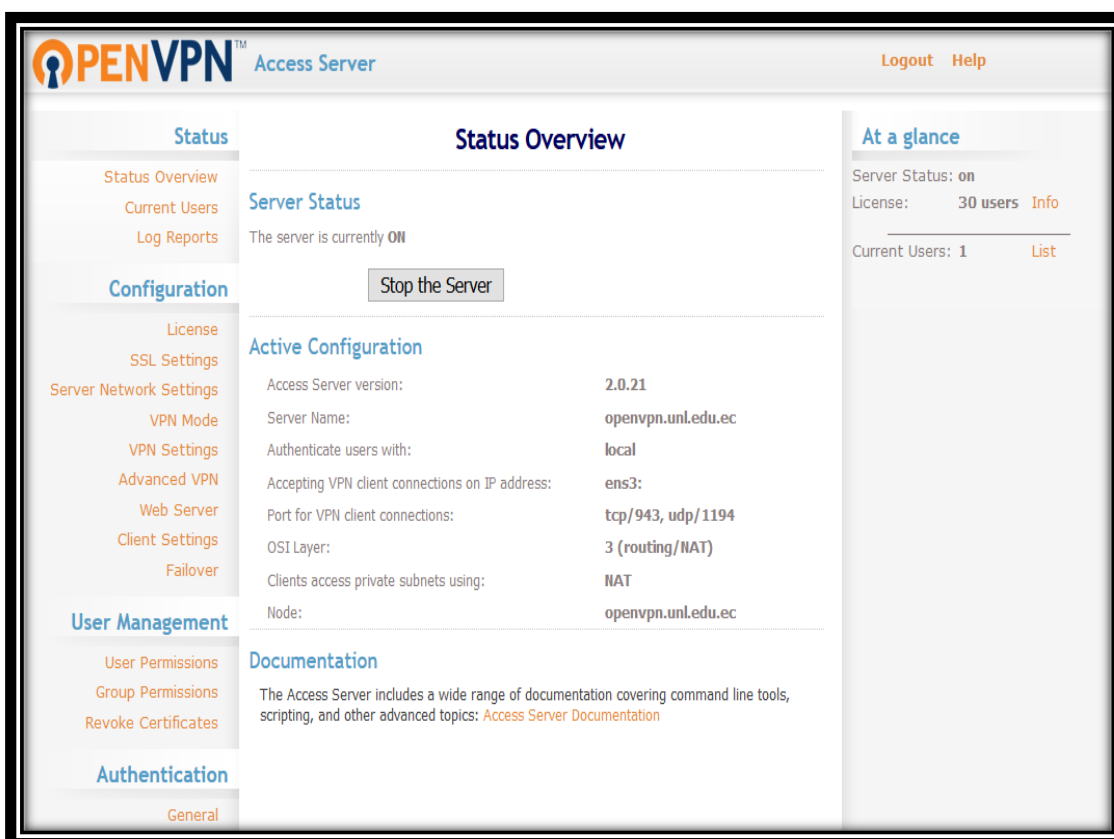 OPENVPN™ Access Server
Logout Help
Status
Status Overview
Current Users
Log Reports
Configuration
License
SSL Settings
Server Network Settings
VPN Mode
VPN Settings
Advanced VPN
Web Server
Client Settings
Failover
User Management
User Permissions
Group Permissions
Revoke Certificates
Authentication
General
Status Overview
Server Status
The server is currently ON
Stop the Server
Active Configuration
Access Server version: 2.0.21
Server Name: openvpn.unl.edu.ec
Authenticate users with: local
Accepting VPN client connections on IP address: ens3:
Port for VPN client connections: tcp/943, udp/1194
OSI Layer: 3 (routing/NAT)
Clients access private subnets using: NAT
Node: openvpn.unl.edu.ec
Documentation
The Access Server includes a wide range of documentation covering command line tools,
scripting, and other advanced topics: Access Server Documentation
At a glance
Server Status: on
License: 30 users Info
Current Users: 1 List